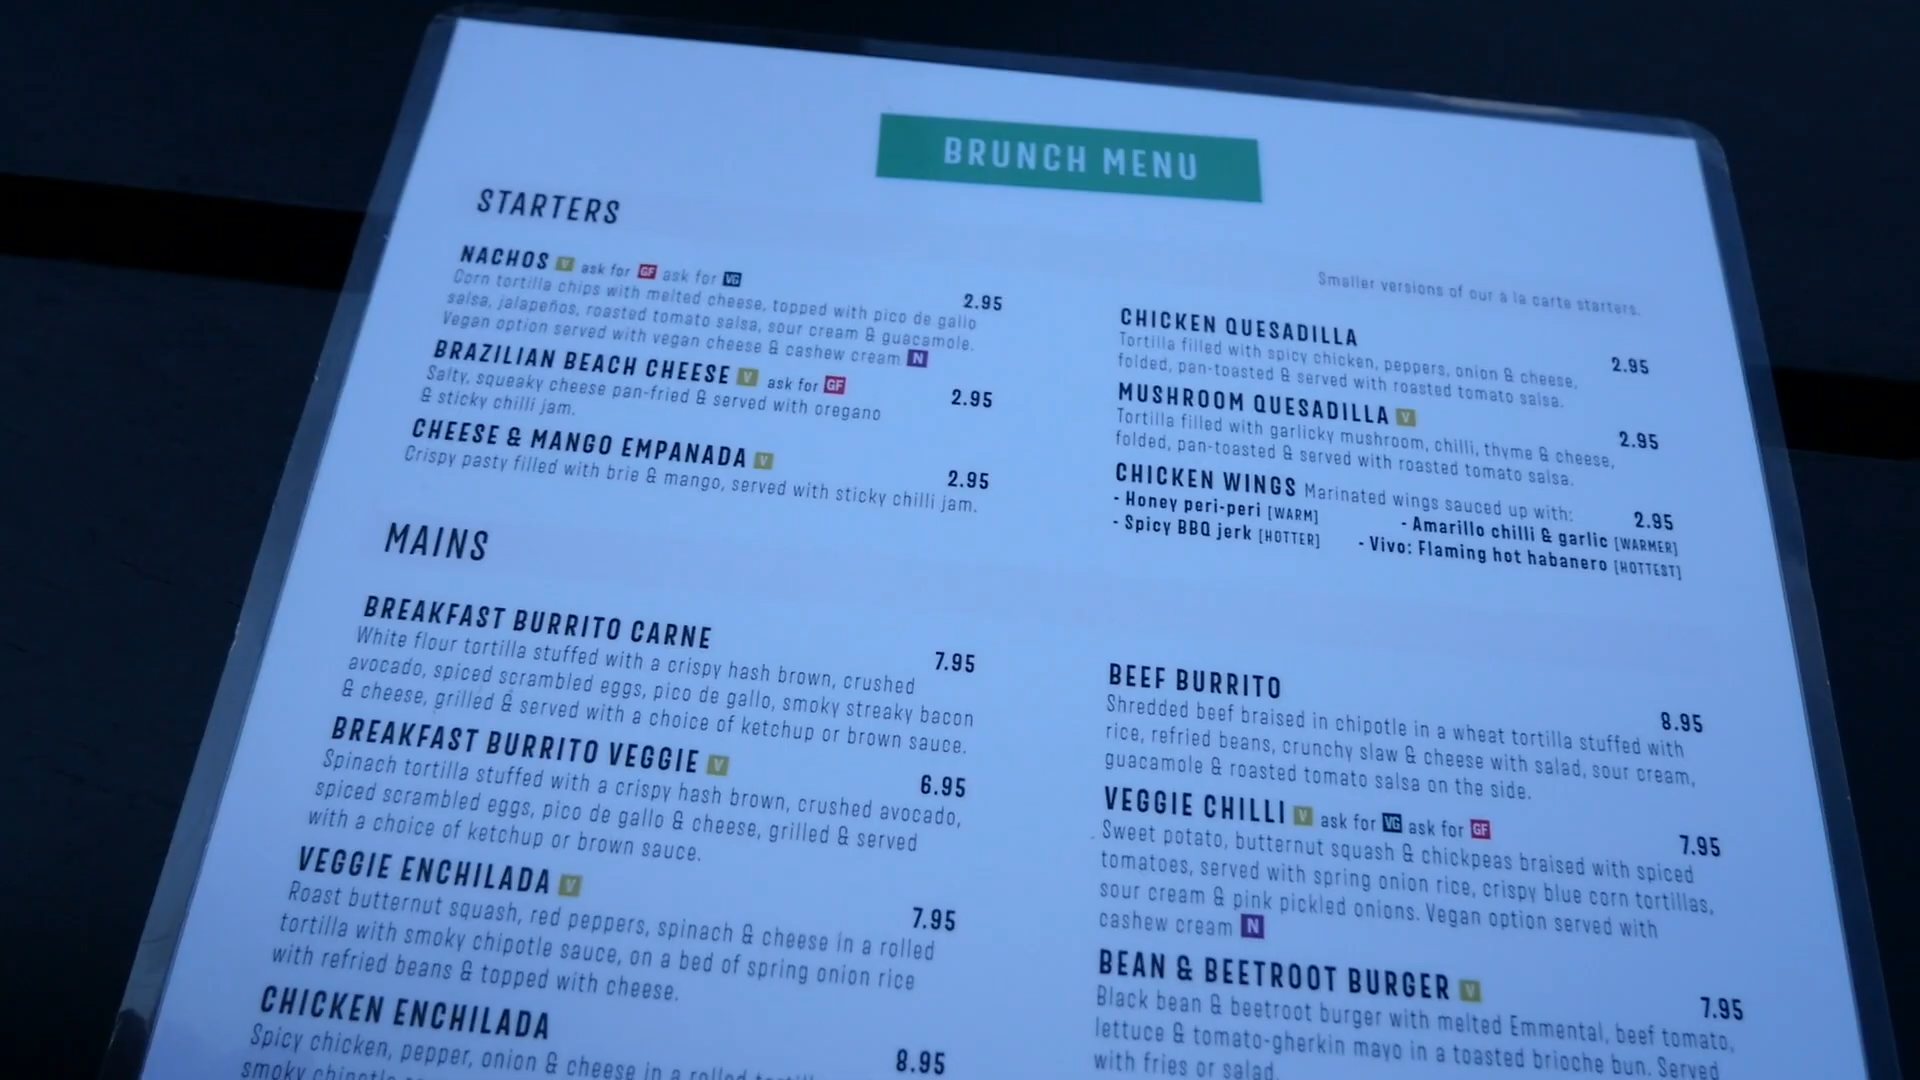 BRUNCH MENU
STARTERS
NACHOS V ask for GF ask for VG
Corn tortilla chips with melted cheese, topped with pico de gallo 2.95
salsa, jalapeños, roasted tomato salsa, sour cream & guacamole.
Vegan option served with vegan cheese & cashew cream N
BRAZILIAN BEACH CHEESE V ask for GF
Salty, squeaky cheese pan-fried & served with oregano 2.95
& sticky chilli jam.
CHEESE & MANGO EMPANADA V
Crispy pasty filled with brie & mango, served with sticky chilli jam. 2.95
Smaller versions of our à la carte starters.
CHICKEN QUESADILLA
Tortilla filled with spicy chicken, peppers, onion & cheese, 2.95
folded, pan-toasted & served with roasted tomato salsa.
MUSHROOM QUESADILLA V
Tortilla filled with garlicky mushroom, chilli, thyme & cheese, 2.95
folded, pan-toasted & served with roasted tomato salsa.
CHICKEN WINGS Marinated wings sauced up with: 2.95
- Honey peri-peri [WARM] - Amarillo chilli & garlic [WARMER]
- Spicy BBQ jerk [HOTTER] - Vivo: Flaming hot habanero [HOTTEST]
MAINS
BREAKFAST BURRITO CARNE
White flour tortilla stuffed with a crispy hash brown, crushed 7.95
avocado, spiced scrambled eggs, pico de gallo, smoky streaky bacon
& cheese, grilled & served with a choice of ketchup or brown sauce.
BREAKFAST BURRITO VEGGIE V
Spinach tortilla stuffed with a crispy hash brown, crushed avocado, 6.95
spiced scrambled eggs, pico de gallo & cheese, grilled & served
with a choice of ketchup or brown sauce.
VEGGIE ENCHILADA V
Roast butternut squash, red peppers, spinach & cheese in a rolled 7.95
tortilla with smoky chipotle sauce, on a bed of spring onion rice
with refried beans & topped with cheese.
CHICKEN ENCHILADA
Spicy chicken, pepper, onion & cheese in a rolled 8.95
smoky
BEEF BURRITO
Shredded beef braised in chipotle in a wheat tortilla stuffed with 8.95
rice, refried beans, crunchy slaw & cheese with salad, sour cream,
guacamole & roasted tomato salsa on the side.
VEGGIE CHILLI V ask for VG ask for GF
Sweet potato, butternut squash & chickpeas braised with spiced 7.95
tomatoes, served with spring onion rice, crispy blue corn tortillas,
sour cream & pink pickled onions. Vegan option served with
cashew cream N
BEAN & BEETROOT BURGER V
Black bean & beetroot burger with melted Emmental, beef tomato, 7.95
lettuce & tomato-gherkin mayo in a toasted brioche bun. Served
with fries or salad.